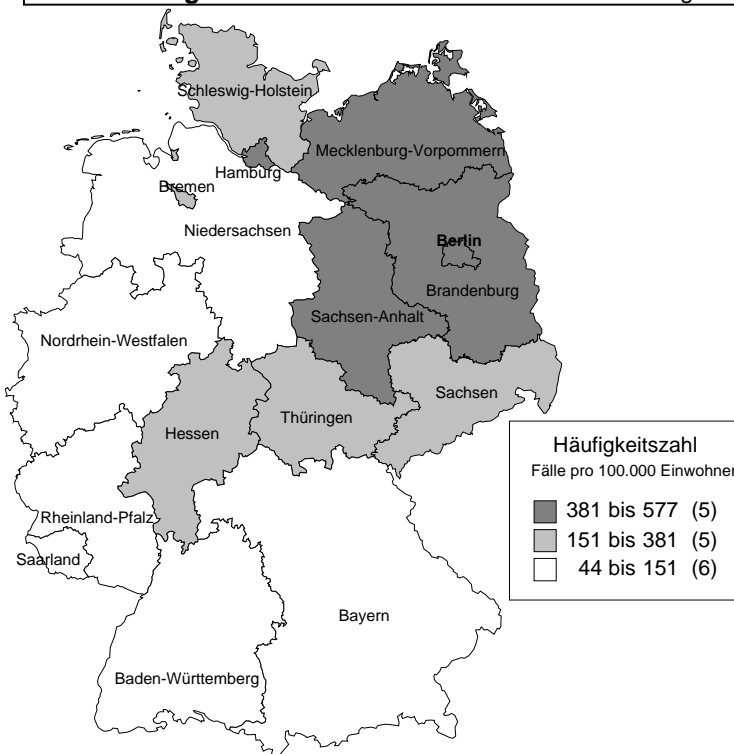 Schleswig-Holstein
Mecklenburg-Vorpommern
Hamburg
Bremen
Niedersachsen
Berlin
Brandenburg
Sachsen-Anhalt
Nordrhein-Westfalen
Sachsen
Thüringen
Hessen
Rheinland-Pfalz
Saarland
Bayern
Baden-Württemberg
Häufigkeitszahl
Fälle pro 100.000 Einwohner
381 bis 577 (5)
151 bis 381 (5)
44 bis 151 (6)